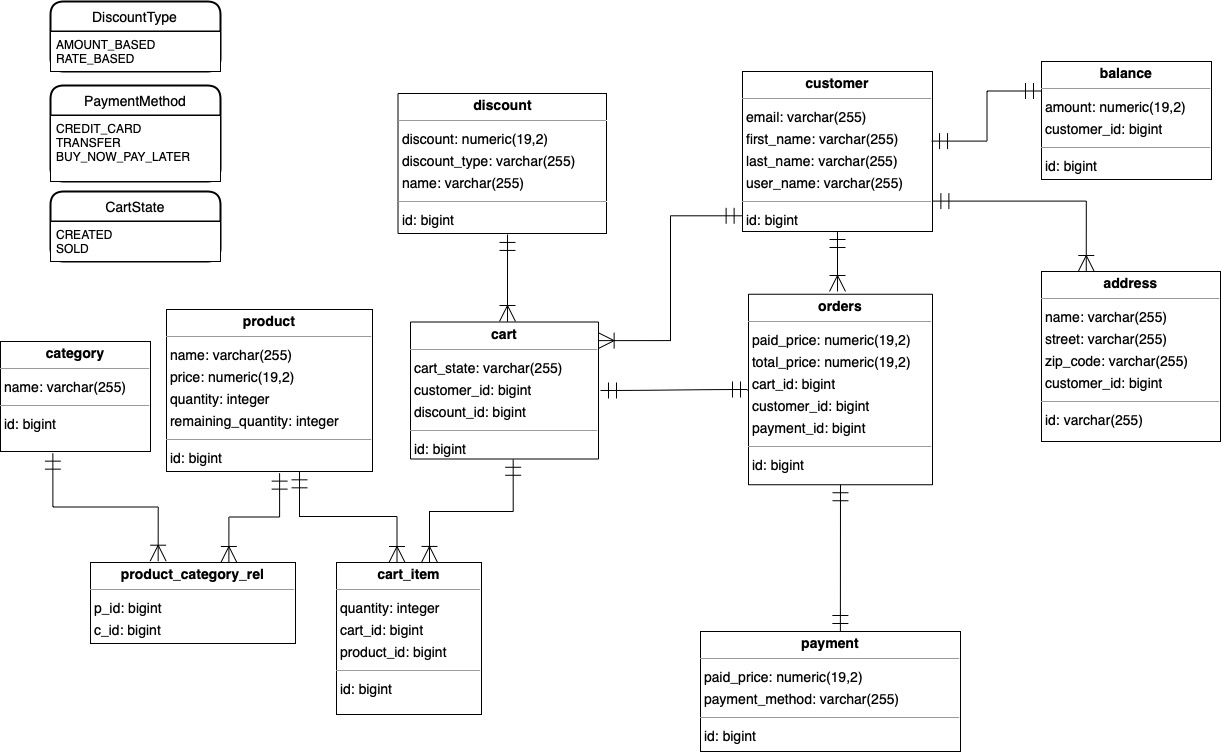 DiscountType
AMOUNT_BASED
RATE_BASED
PaymentMethod
CREDIT_CARD
TRANSFER
BUY_NOW_PAY_LATER
CartState
CREATED
SOLD
discount
discount: numeric(19,2)
discount_type: varchar(255)
name: varchar(255)
id: bigint
customer
email: varchar(255)
first_name: varchar(255)
last_name: varchar(255)
user_name: varchar(255)
id: bigint
balance
amount: numeric(19,2)
customer_id: bigint
id: bigint
category
name: varchar(255)
id: bigint
product
name: varchar(255)
price: numeric(19,2)
quantity: integer
remaining_quantity: integer
id: bigint
cart
cart_state: varchar(255)
customer_id: bigint
discount_id: bigint
id: bigint
orders
paid_price: numeric(19,2)
total_price: numeric(19,2)
cart_id: bigint
customer_id: bigint
payment_id: bigint
id: bigint
address
name: varchar(255)
street: varchar(255)
zip_code: varchar(255)
customer_id: bigint
id: varchar(255)
product_category_rel
p_id: bigint
c_id: bigint
cart_item
quantity: integer
cart_id: bigint
product_id: bigint
id: bigint
payment
paid_price: numeric(19,2)
payment_method: varchar(255)
id: bigint